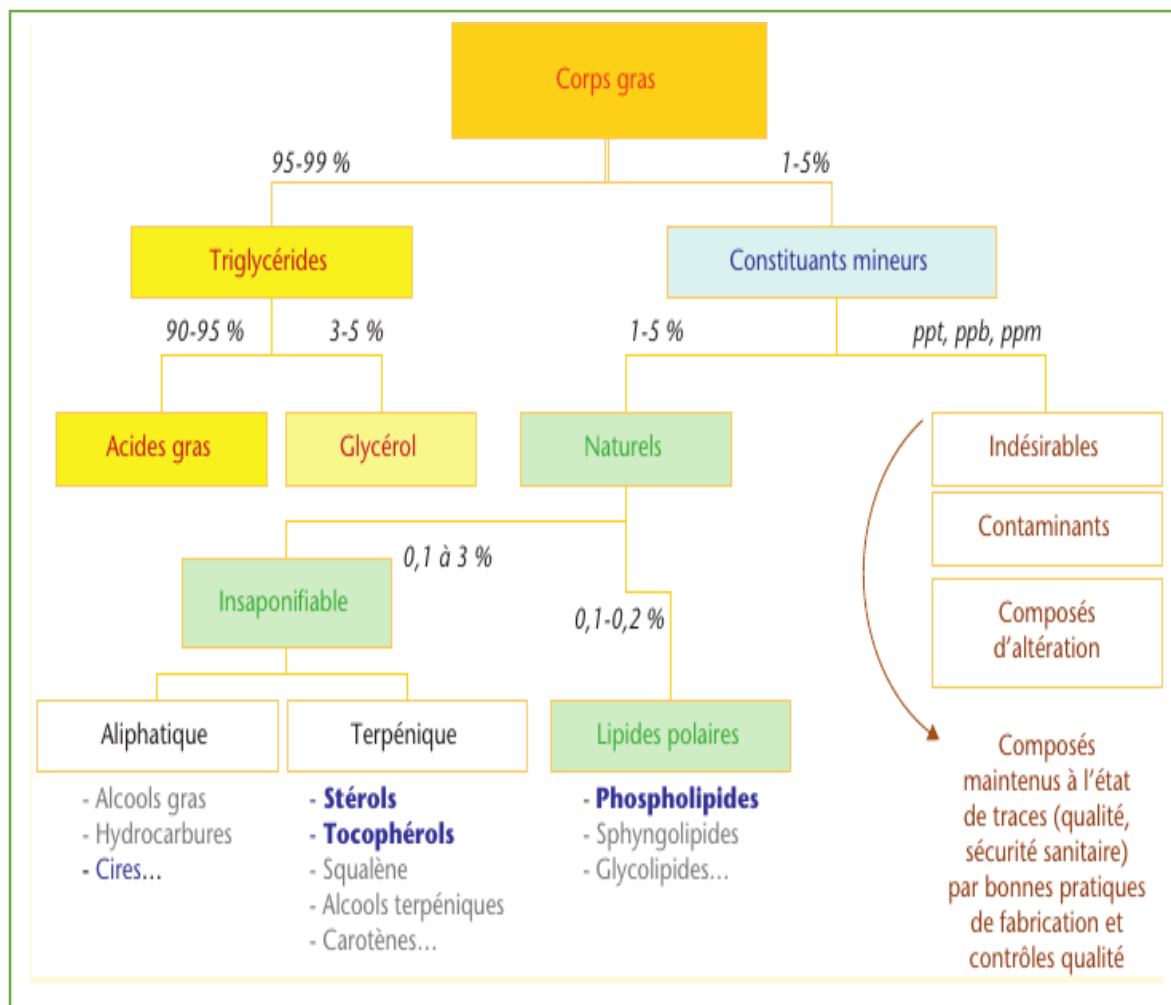 Corps gras
95-99 %
1-5%
Triglycérides
Constituants mineurs
90-95 %
3-5 %
1-5 %
ppt, ppb, ppm
Acides gras
Glycérol
Naturels
Indésirables
Contaminants
Composés
d'altération
0,1 à 3 %
Insaponifiable
0,1-0,2 %
Aliphatique
Terpénique
Lipides polaires
- Alcools gras
- Hydrocarbures
- Cires...
- Stérols
- Tocophérols
- Squalène
- Alcools terpéniques
- Carotènes...
- Phospholipides
- Sphyngolipides
- Glycolipides...
Composés
maintenus à l'état
de traces (qualité,
sécurité sanitaire)
par bonnes pratiques
de fabrication et
contrôles qualité